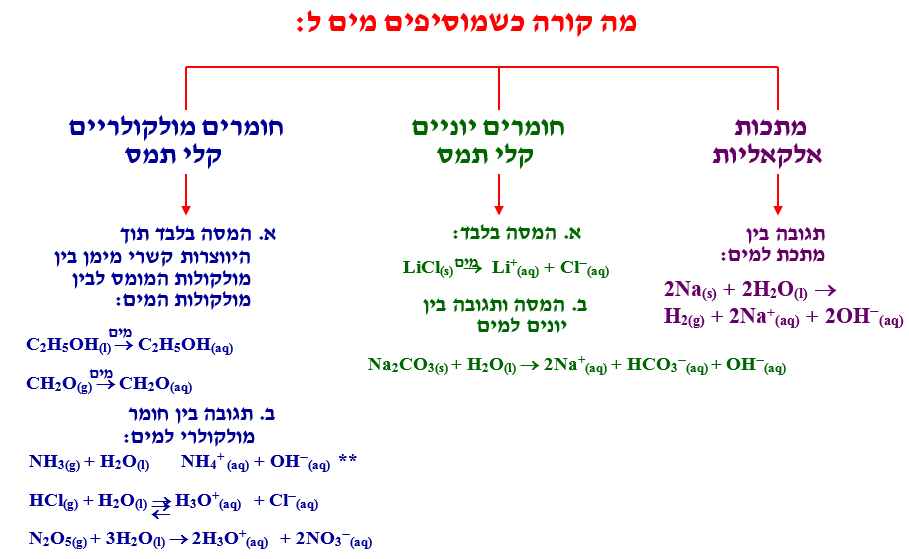 מה קורה כשמוסיפים מים ל:
מתכות
אלקאליות
תגובה בין
מתכת למים:
2Na(s) + 2H₂O(l) →
H₂(g) + 2Na⁺(aq) + 2OH⁻(aq)
חומרים יוניים
קלי תמס
א. המסה בלבד:
LiCl(s) מים→ Li⁺(aq) + Cl⁻(aq)
ב. המסה ותגובה בין
יונים למים
Na₂CO₃(s) + H₂O(l) → 2Na⁺(aq) + HCO₃⁻(aq) + OH⁻(aq)
חומרים מולקולריים
קלי תמס
א. המסה בלבד תוך
היווצרות קשרי מימן בין
מולקולות המומס לבין
מולקולות המים:
C₂H₅OH(l) מים→ C₂H₅OH(aq)
CH₂O(g) מים→ CH₂O(aq)
ב. תגובה בין חומר
מולקולרי למים:
NH₃(g) + H₂O(l) NH₄⁺(aq) + OH⁻(aq) **
HCl(g) + H₂O(l) ⇉ H₃O⁺(aq) + Cl⁻(aq)
← 
N₂O₅(g) + 3H₂O(l) → 2H₃O⁺(aq) + 2NO₃⁻(aq)